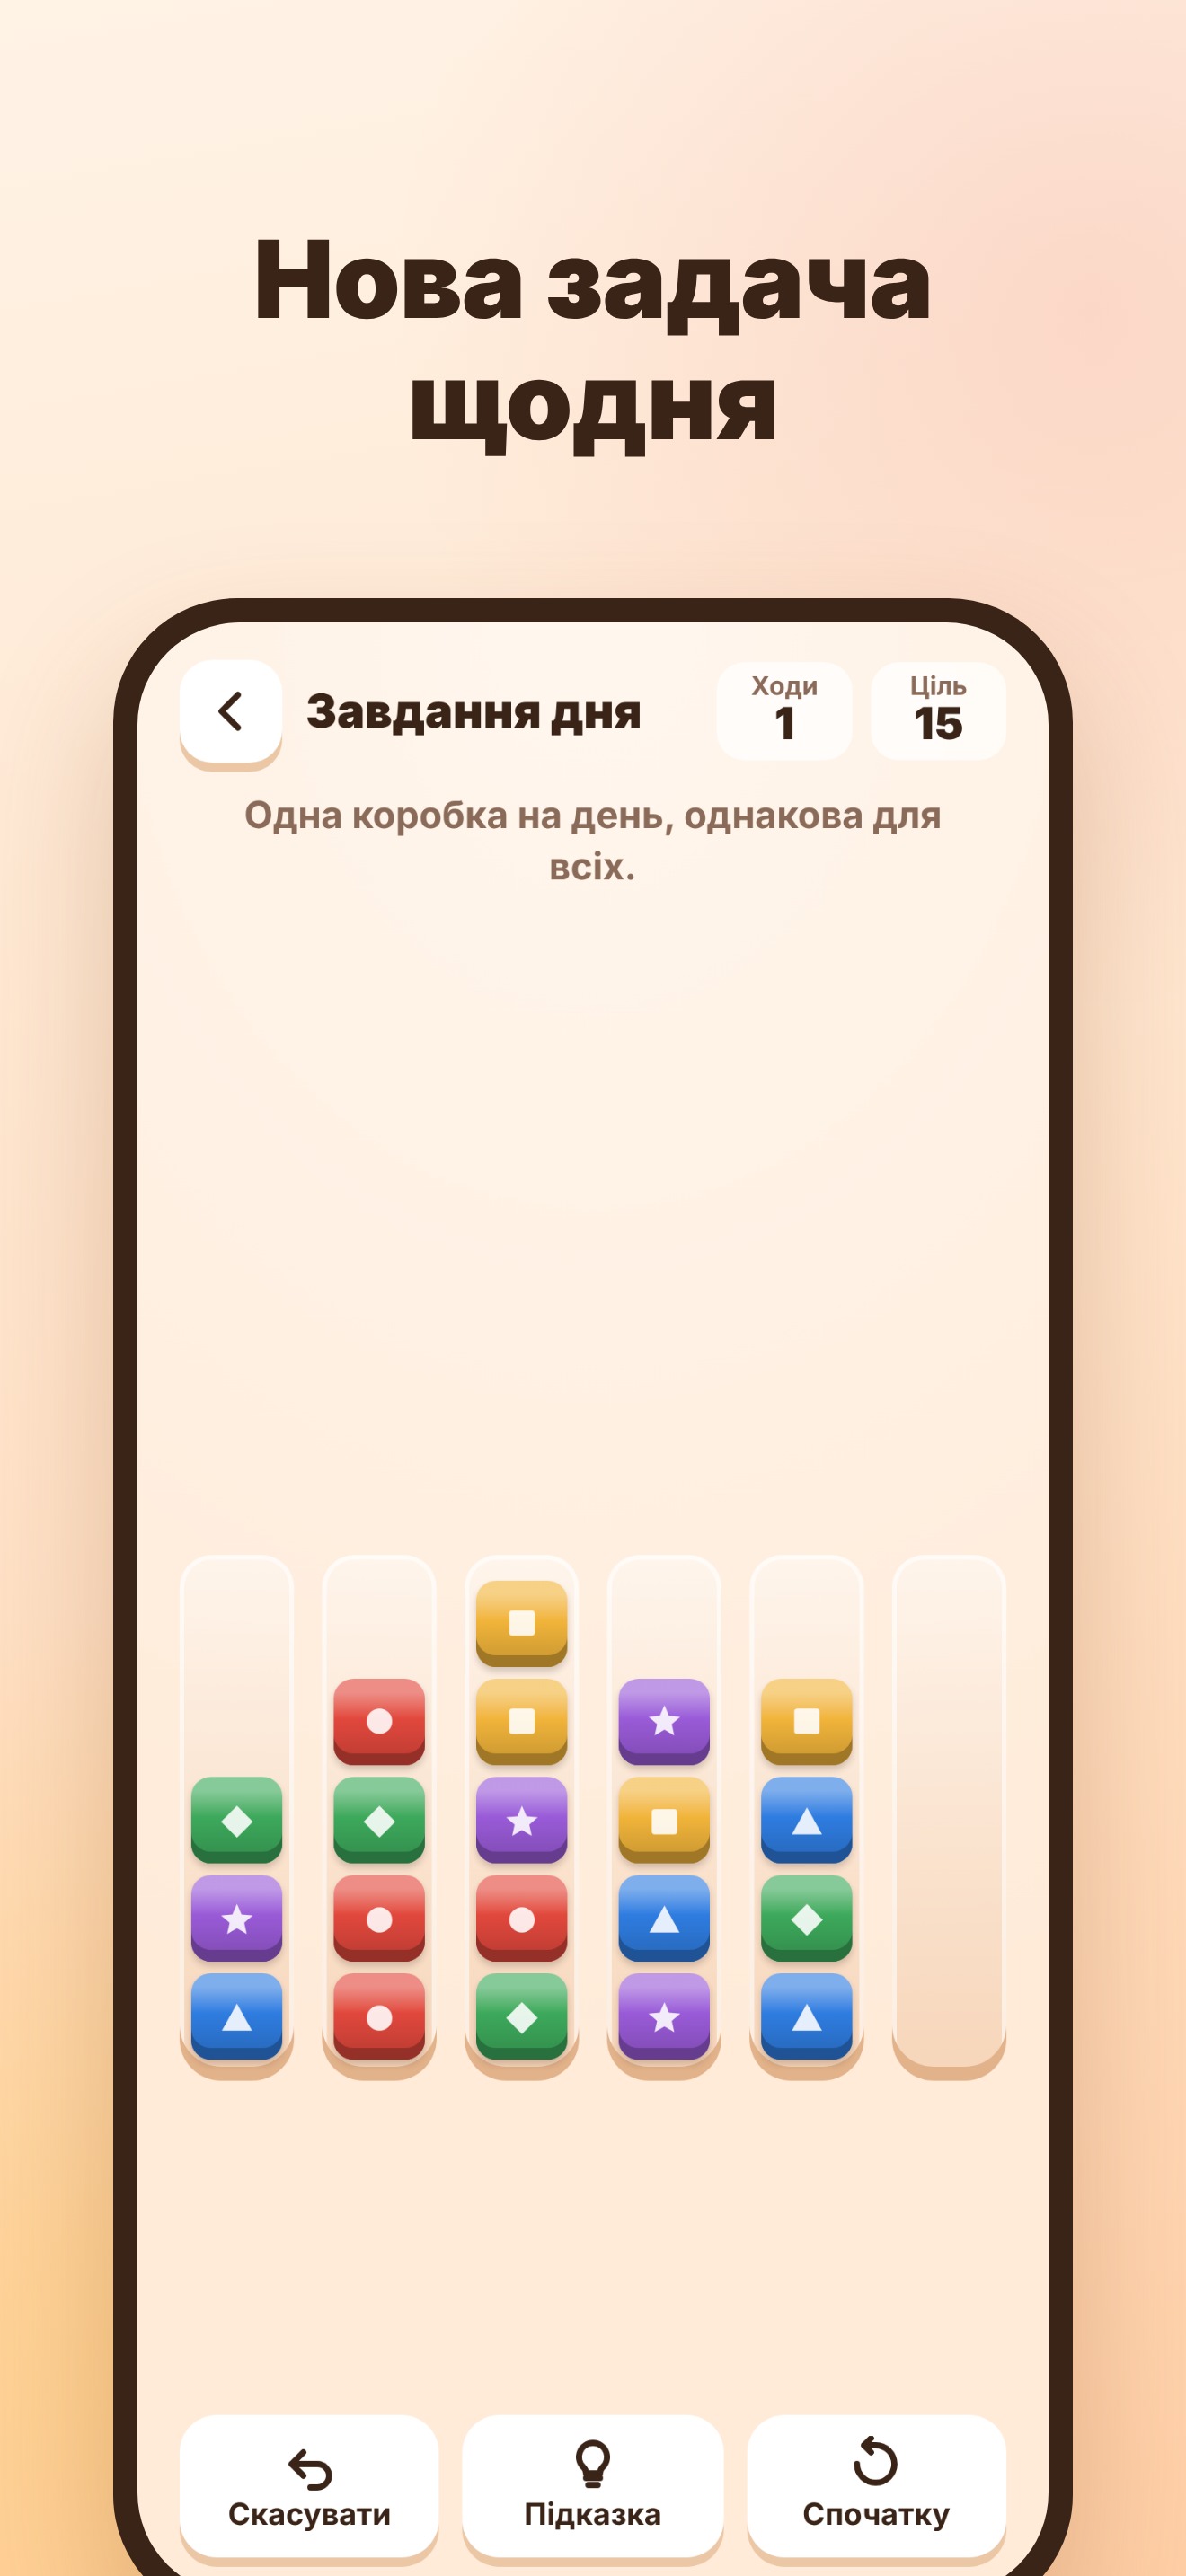 Нова задача
щодня
Завдання дня
Ходи
1
Ціль
15
Одна коробка на день, однакова для
всіх.
Скасувати
Підказка
Спочатку